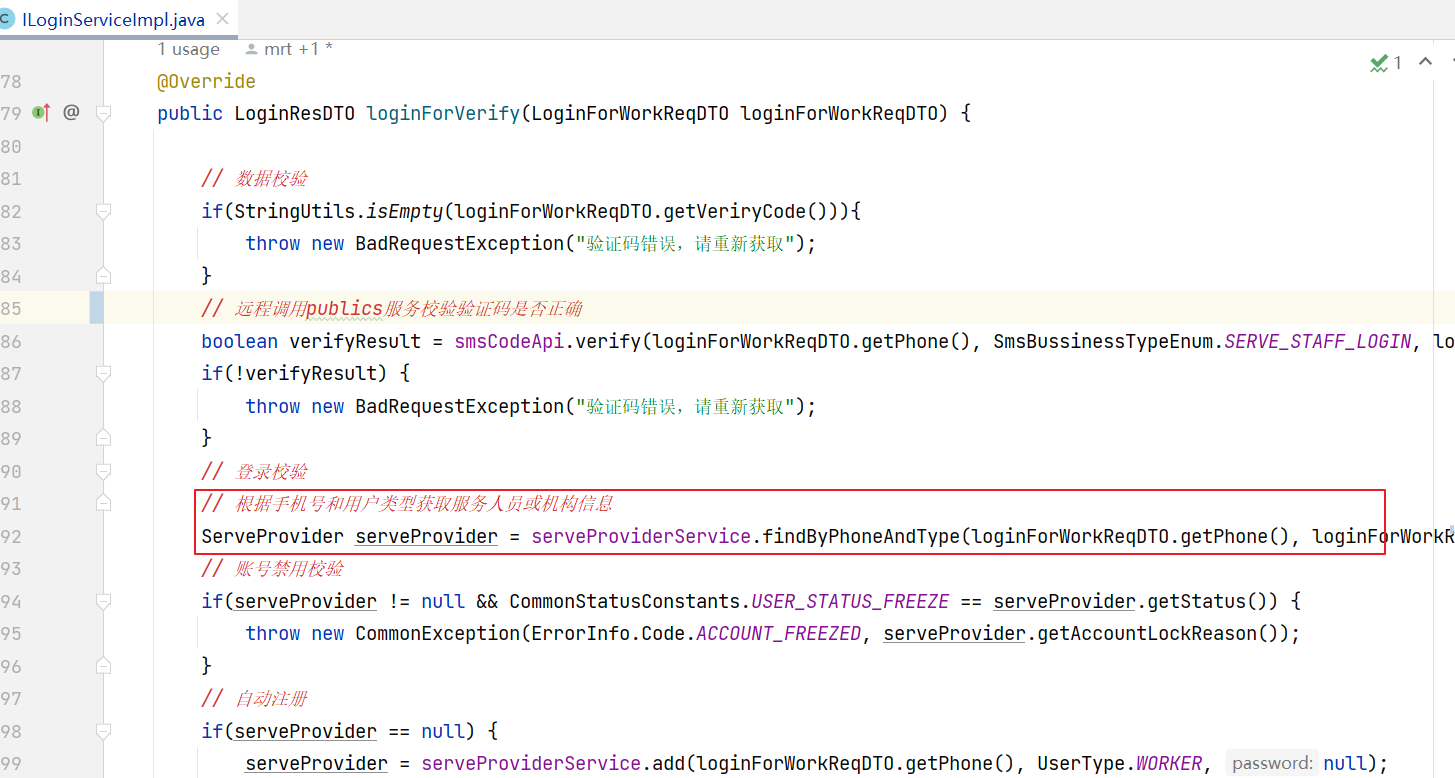 ILoginServiceImpl.java
1 usage mrt +1 *
1
78 @Override
79 @ public LoginResDTO loginForVerify(LoginForWorkReqDTO loginForWorkReqDTO) {
80
81 // 数据校验
82 if(StringUtils.isEmpty(loginForWorkReqDTO.getVeriryCode())){
83 throw new BadRequestException("验证码错误，请重新获取");
84 }
85 // 远程调用publics服务校验验证码是否正确
86 boolean verifyResult = smsCodeApi.verify(loginForWorkReqDTO.getPhone(), SmsBussinessTypeEnum.SERVE_STAFF_LOGIN, lo
87 if(!verifyResult) {
88 throw new BadRequestException("验证码错误，请重新获取");
89 }
90 // 登录校验
91 // 根据手机号和用户类型获取服务人员或机构信息
92 ServeProvider serveProvider = serveProviderService.findByPhoneAndType(loginForWorkReqDTO.getPhone(), loginForWorkR
93 // 账号禁用校验
94 if(serveProvider != null && CommonStatusConstants.USER_STATUS_FREEZE == serveProvider.getStatus()) {
95 throw new CommonException(ErrorInfo.Code.ACCOUNT_FREEZED, serveProvider.getAccountLockReason());
96 }
97 // 自动注册
98 if(serveProvider == null) {
99 serveProvider = serveProviderService.add(loginForWorkReqDTO.getPhone(), UserType.WORKER, password: null);